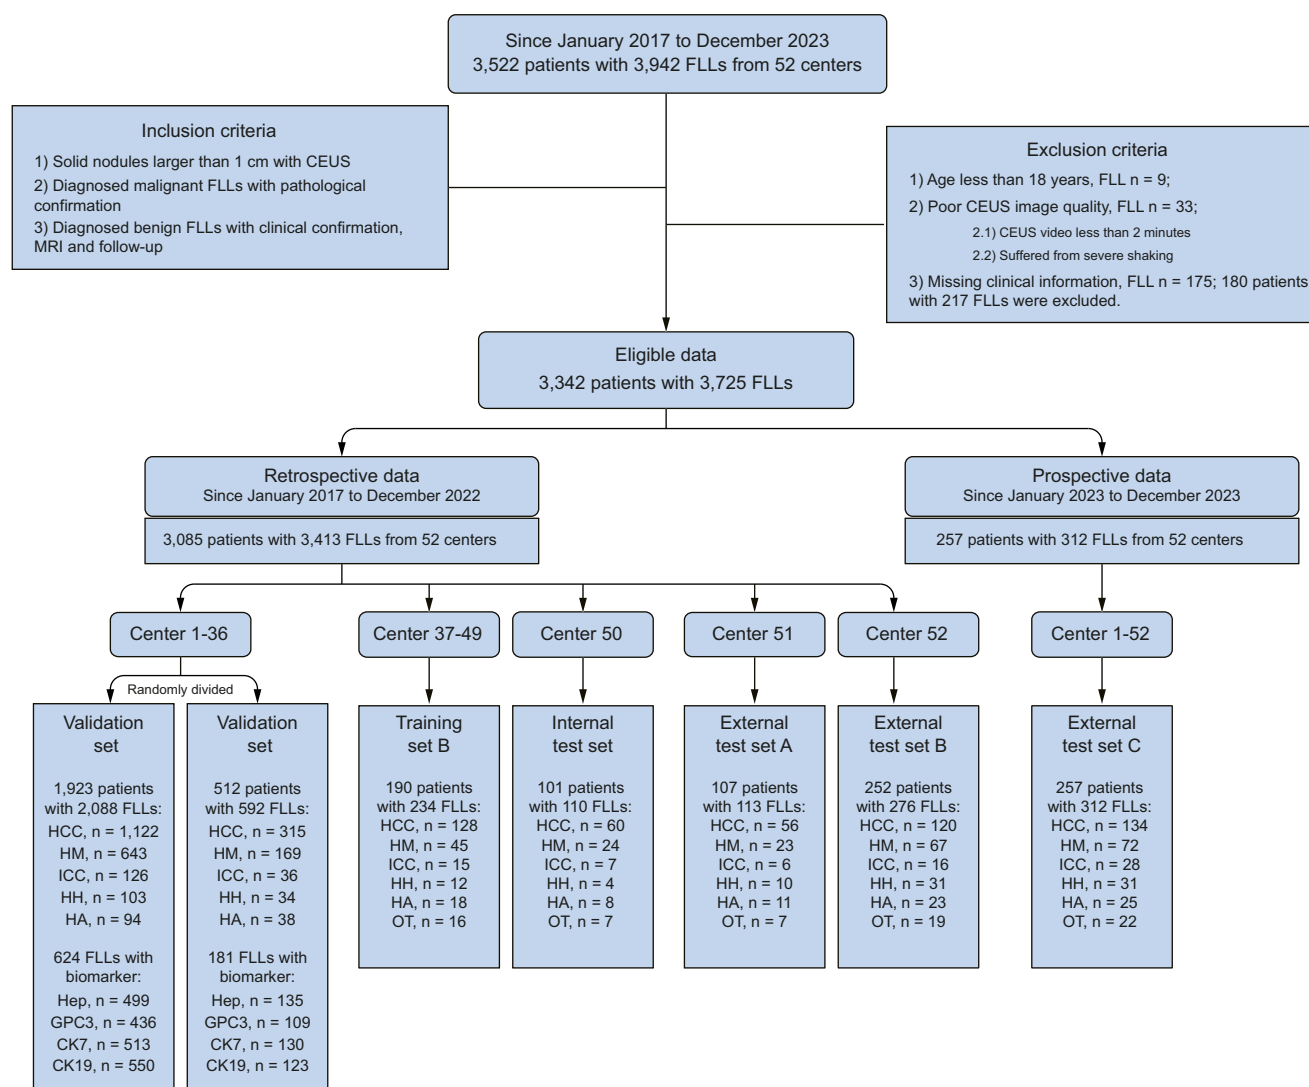 Since January 2017 to December 2023
3,522 patients with 3,942 FLLs from 52 centers
Inclusion criteria
1) Solid nodules larger than 1 cm with CEUS
2) Diagnosed malignant FLLs with pathological
confirmation
3) Diagnosed benign FLLs with clinical confirmation,
MRI and follow-up
Exclusion criteria
1) Age less than 18 years, FLL n = 9;
2) Poor CEUS image quality, FLL n = 33;
2.1) CEUS video less than 2 minutes
2.2) Suffered from severe shaking
3) Missing clinical information, FLL n = 175; 180 patients
with 217 FLLs were excluded.
Eligible data
3,342 patients with 3,725 FLLs
Retrospective data
Since January 2017 to December 2022
3,085 patients with 3,413 FLLs from 52 centers
Prospective data
Since January 2023 to December 2023
257 patients with 312 FLLs from 52 centers
Center 1-36
Center 37-49
Center 50
Center 51
Center 52
Center 1-52
Randomly divided
Validation
set
1,923 patients
with 2,088 FLLs:
HCC, n = 1,122
HM, n = 643
ICC, n = 126
HH, n = 103
HA, n = 94
624 FLLs with
biomarker:
Hep, n = 499
GPC3, n = 436
CK7, n = 513
CK19, n = 550
Validation
set
512 patients
with 592 FLLs:
HCC, n = 315
HM, n = 169
ICC, n = 36
HH, n = 34
HA, n = 38
181 FLLs with
biomarker:
Hep, n = 135
GPC3, n = 109
CK7, n = 130
CK19, n = 123
Training
set B
190 patients
with 234 FLLs:
HCC, n = 128
HM, n = 45
ICC, n = 15
HH, n = 12
HA, n = 18
OT, n = 16
Internal
test set
101 patients
with 110 FLLs:
HCC, n = 60
HM, n = 24
ICC, n = 7
HH, n = 4
HA, n = 8
OT, n = 7
External
test set A
107 patients
with 113 FLLs:
HCC, n = 56
HM, n = 23
ICC, n = 6
HH, n = 10
HA, n = 11
OT, n = 7
External
test set B
252 patients
with 276 FLLs:
HCC, n = 120
HM, n = 67
ICC, n = 16
HH, n = 31
HA, n = 23
OT, n = 19
External
test set C
257 patients
with 312 FLLs:
HCC, n = 134
HM, n = 72
ICC, n = 28
HH, n = 31
HA, n = 25
OT, n = 22